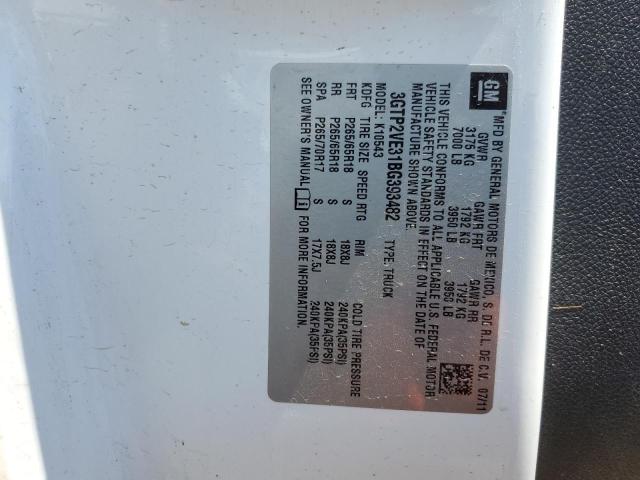 GM
MFD BY GENERAL MOTORS DE MEXICO, S. DE R.L. DE C.V. 07/11
GVWR GAWR FRT GAWR RR
3175 KG 1792 KG 1792 KG
7000 LB 3950 LB 3950 LB
THIS VEHICLE CONFORMS TO ALL APPLICABLE U.S. FEDERAL MOTOR
VEHICLE SAFETY STANDARDS IN EFFECT ON THE DATE OF
MANUFACTURE SHOWN ABOVE.
3GTP2VE31BG393482 TYPE: TRUCK
MODEL: K10543
KDFG TIRE SIZE SPEED RTG RIM COLD TIRE PRESSURE
FRT P265/65R18 S 18X8J 240KPA(35PSI)
RR P265/65R18 S 18X8J 240KPA(35PSI)
SPA P265/70R17 S 17X7.5J 240KPA(35PSI)
SEE OWNER'S MANUAL FOR MORE INFORMATION.